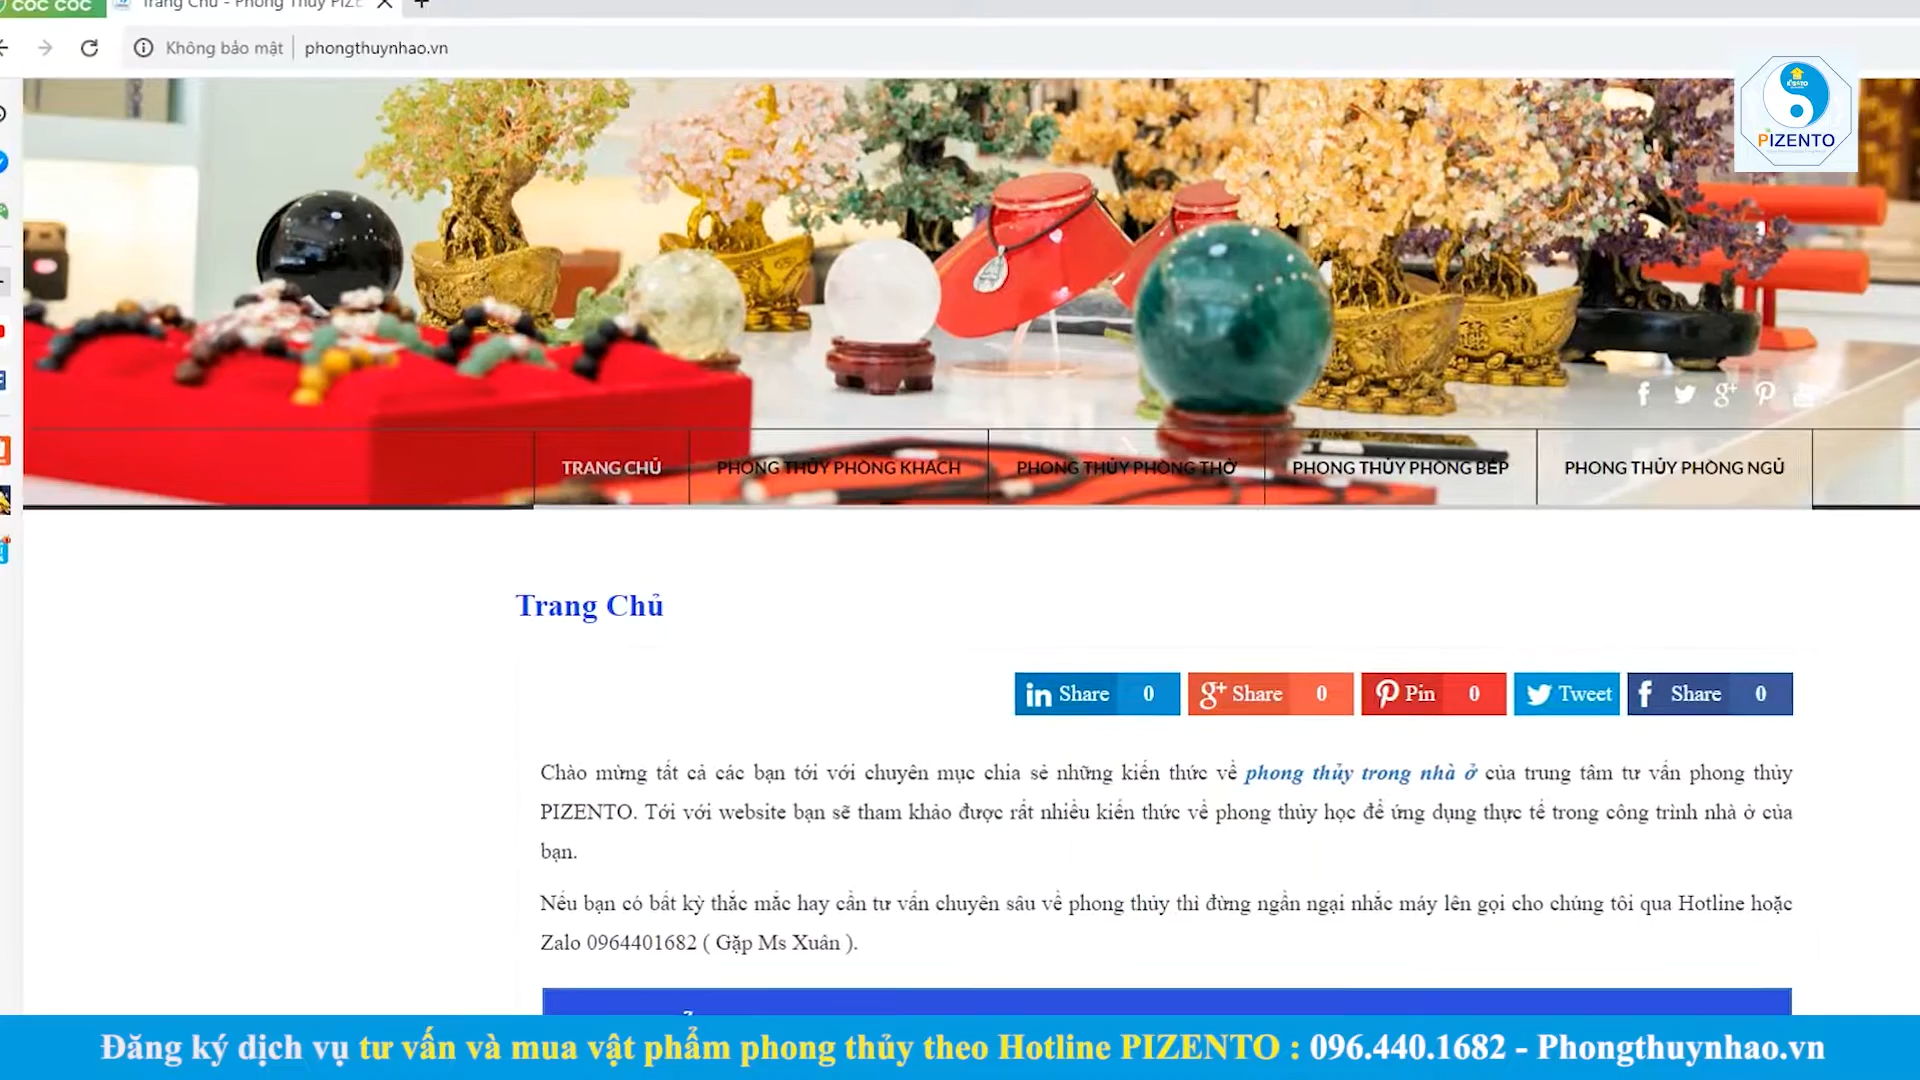 CỐC CỐC
Trang Chủ - Phong Thủy PIZE
Không bảo mật
phongthuynhao.vn
PIZENTO
TRANG CHỦ
PHONG THỦY PHÒNG KHÁCH
PHONG THỦY PHÒNG THỜ
PHONG THỦY PHÒNG BẾP
PHONG THỦY PHÒNG NGỦ
Trang Chủ
in Share 0
g+ Share 0
Pin 0
Tweet
f Share 0
Chào mừng tất cả các bạn tới với chuyên mục chia sẻ những kiến thức về phong thủy trong nhà ở của trung tâm tư vấn phong thủy
PIZENTO. Tới với website bạn sẽ tham khảo được rất nhiều kiến thức về phong thủy học để ứng dụng thực tế trong công trình nhà ở của
bạn.
Nếu bạn có bất kỳ thắc mắc hay cần tư vấn chuyên sâu về phong thủy thì đừng ngần ngại nhắc máy lên gọi cho chúng tôi qua Hotline hoặc
Zalo 0964401682 ( Gặp Ms Xuân ).
Đăng ký dịch vụ tư vấn và mua vật phẩm phong thủy theo Hotline PIZENTO : 096.440.1682 - Phongthuynhao.vn